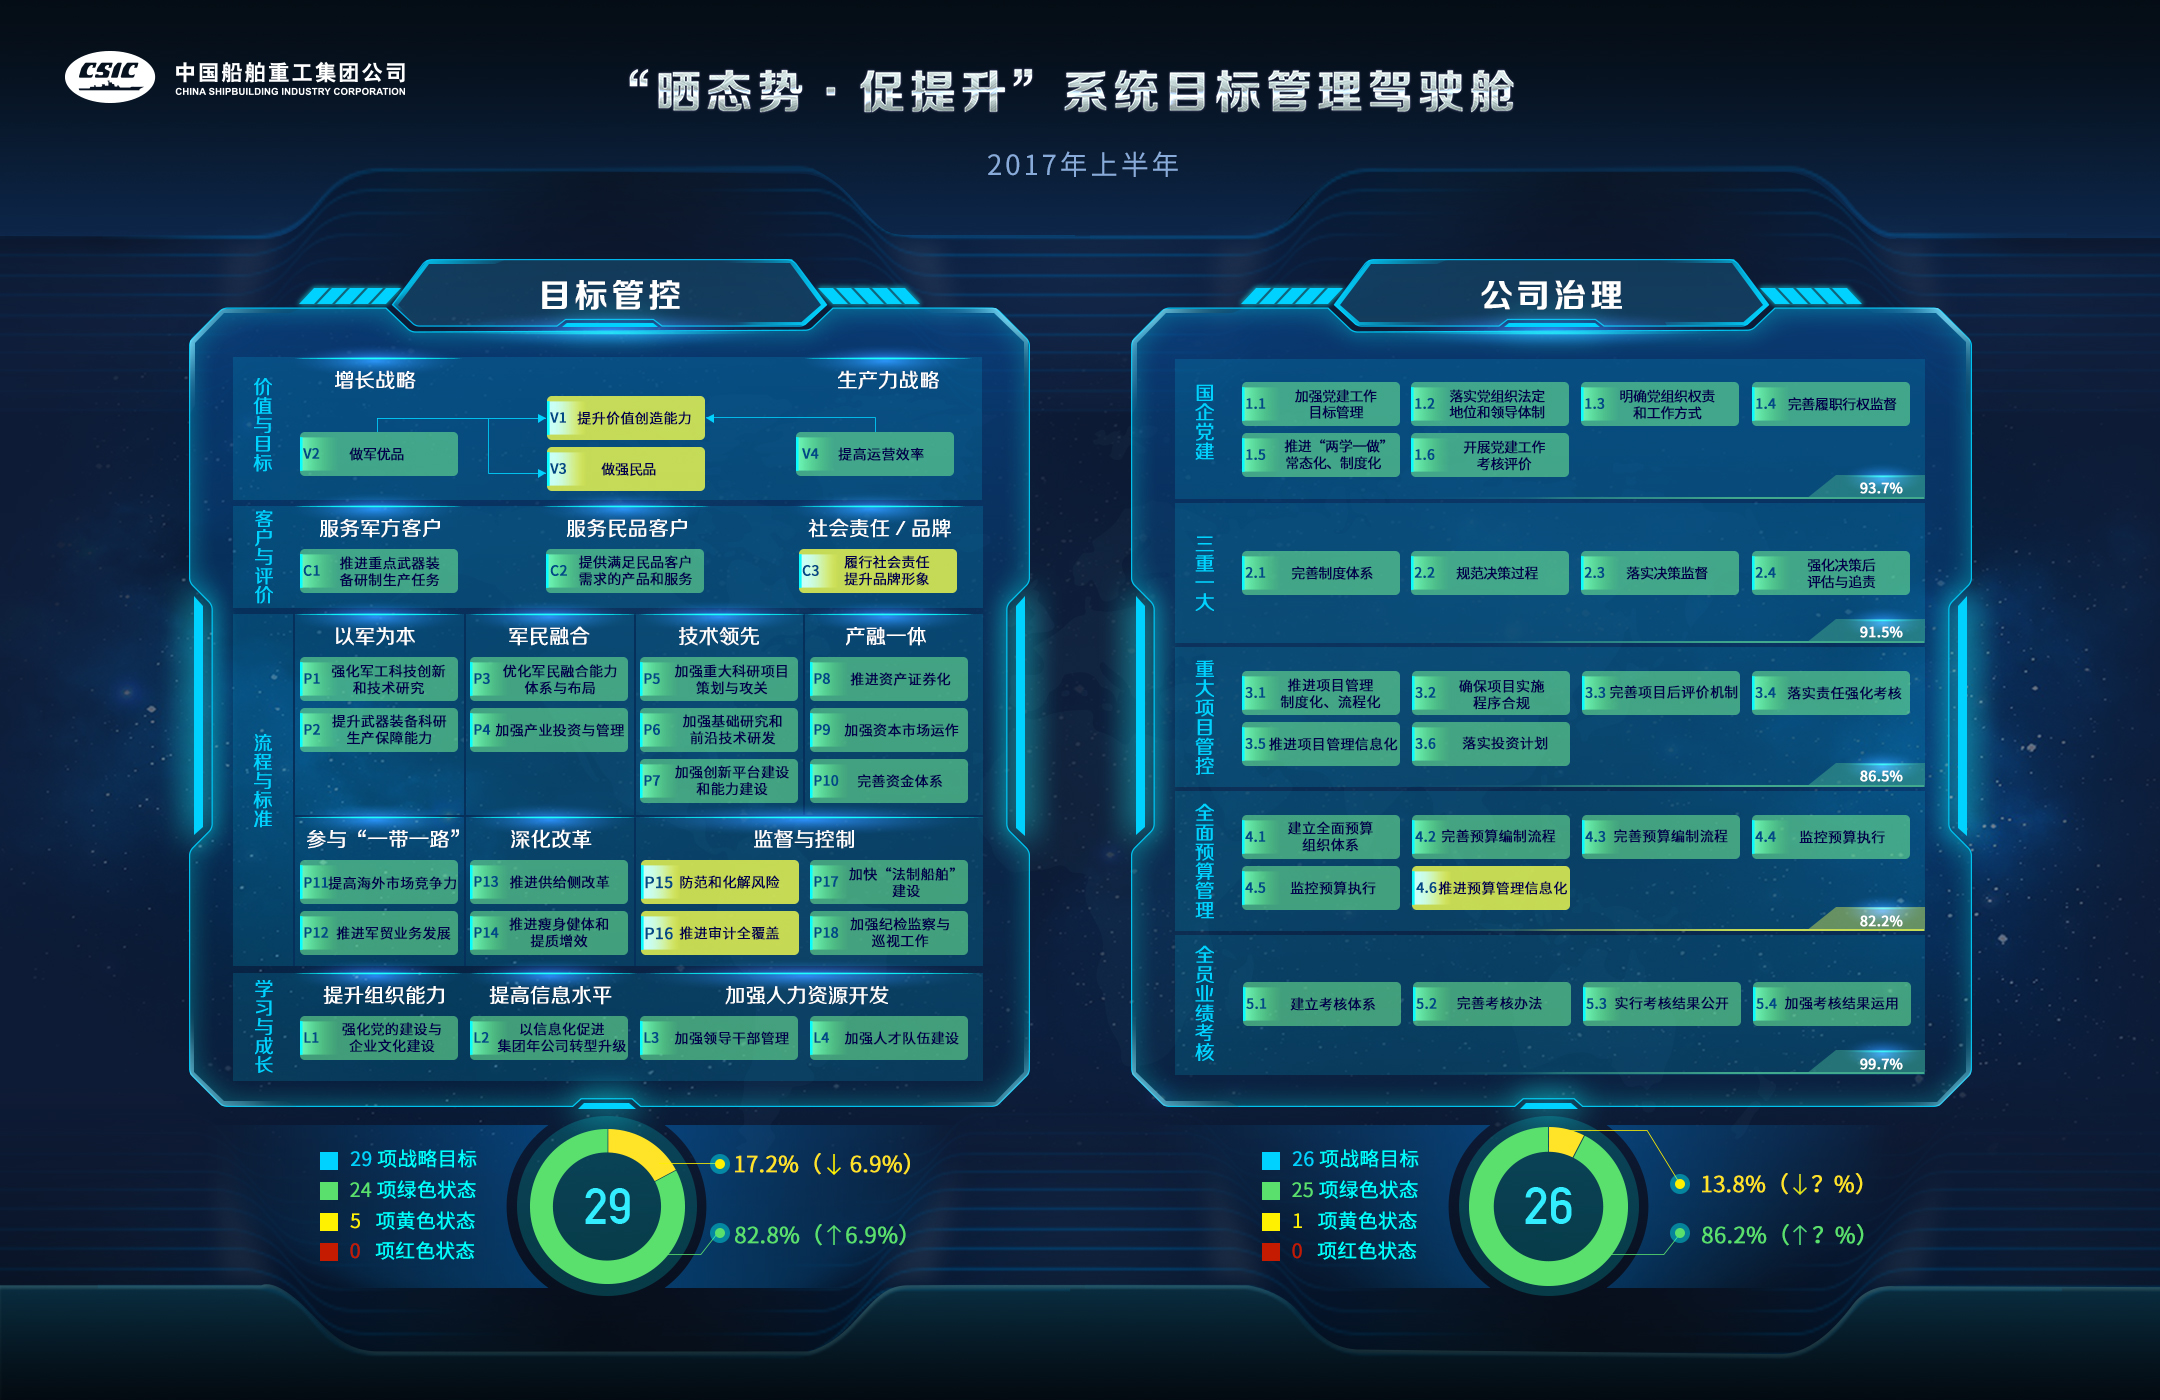 CSIC
中国船舶重工集团公司
CHINA SHIPBUILDING INDUSTRY CORPORATION
“晒态势 · 促提升”系统目标管理驾驶舱
2017年上半年
目标管控
价值与目标
增长战略
生产力战略
V1 提升价值创造能力
V2 做军优品
V3 做强民品
V4 提高运营效率
客户与评价
服务军方客户
服务民品客户
社会责任 / 品牌
C1 推进重点武器装
备研制生产任务
C2 提供满足民品客户
需求的产品和服务
C3 履行社会责任
提升品牌形象
流程与标准
以军为本
军民融合
技术领先
产融一体
P1 强化军工科技创新
和技术研究
P3 优化军民融合能力
体系与布局
P5 加强重大科研项目
策划与攻关
P8 推进资产证券化
P2 提升武器装备科研
生产保障能力
P4 加强产业投资与管理
P6 加强基础研究和
前沿技术研发
P9 加强资本市场运作
P7 加强创新平台建设
和能力建设
P10 完善资金体系
参与“一带一路”
深化改革
监督与控制
P11 提高海外市场竞争力
P13 推进供给侧改革
P15 防范和化解风险
P17 加快“法制船舶”
建设
P12 推进军贸业务发展
P14 推进瘦身健体和
提质增效
P16 推进审计全覆盖
P18 加强纪检监察与
巡视工作
学习与成长
提升组织能力
提高信息水平
加强人力资源开发
L1 强化党的建设与
企业文化建设
L2 以信息化促进
集团年公司转型升级
L3 加强领导干部管理
L4 加强人才队伍建设
29 项战略目标
24 项绿色状态
5 项黄色状态
0 项红色状态
29
17.2%（↓ 6.9%）
82.8%（↑6.9%）
公司治理
国企党建
1.1 加强党建工作
目标管理
1.2 落实党组织法定
地位和领导体制
1.3 明确党组织权责
和工作方式
1.4 完善履职行权监督
1.5 推进“两学一做”
常态化、制度化
1.6 开展党建工作
考核评价
93.7%
三重一大
2.1 完善制度体系
2.2 规范决策过程
2.3 落实决策监督
2.4 强化决策后
评估与追责
91.5%
重大项目管控
3.1 推进项目管理
制度化、流程化
3.2 确保项目实施
程序合规
3.3 完善项目后评价机制
3.4 落实责任强化考核
3.5 推进项目管理信息化
3.6 落实投资计划
86.5%
全面预算管理
4.1 建立全面预算
组织体系
4.2 完善预算编制流程
4.3 完善预算编制流程
4.4 监控预算执行
4.5 监控预算执行
4.6 推进预算管理信息化
82.2%
全员业绩考核
5.1 建立考核体系
5.2 完善考核办法
5.3 实行考核结果公开
5.4 加强考核结果运用
99.7%
26 项战略目标
25 项绿色状态
1 项黄色状态
0 项红色状态
26
13.8%（↓？%）
86.2%（↑？%）